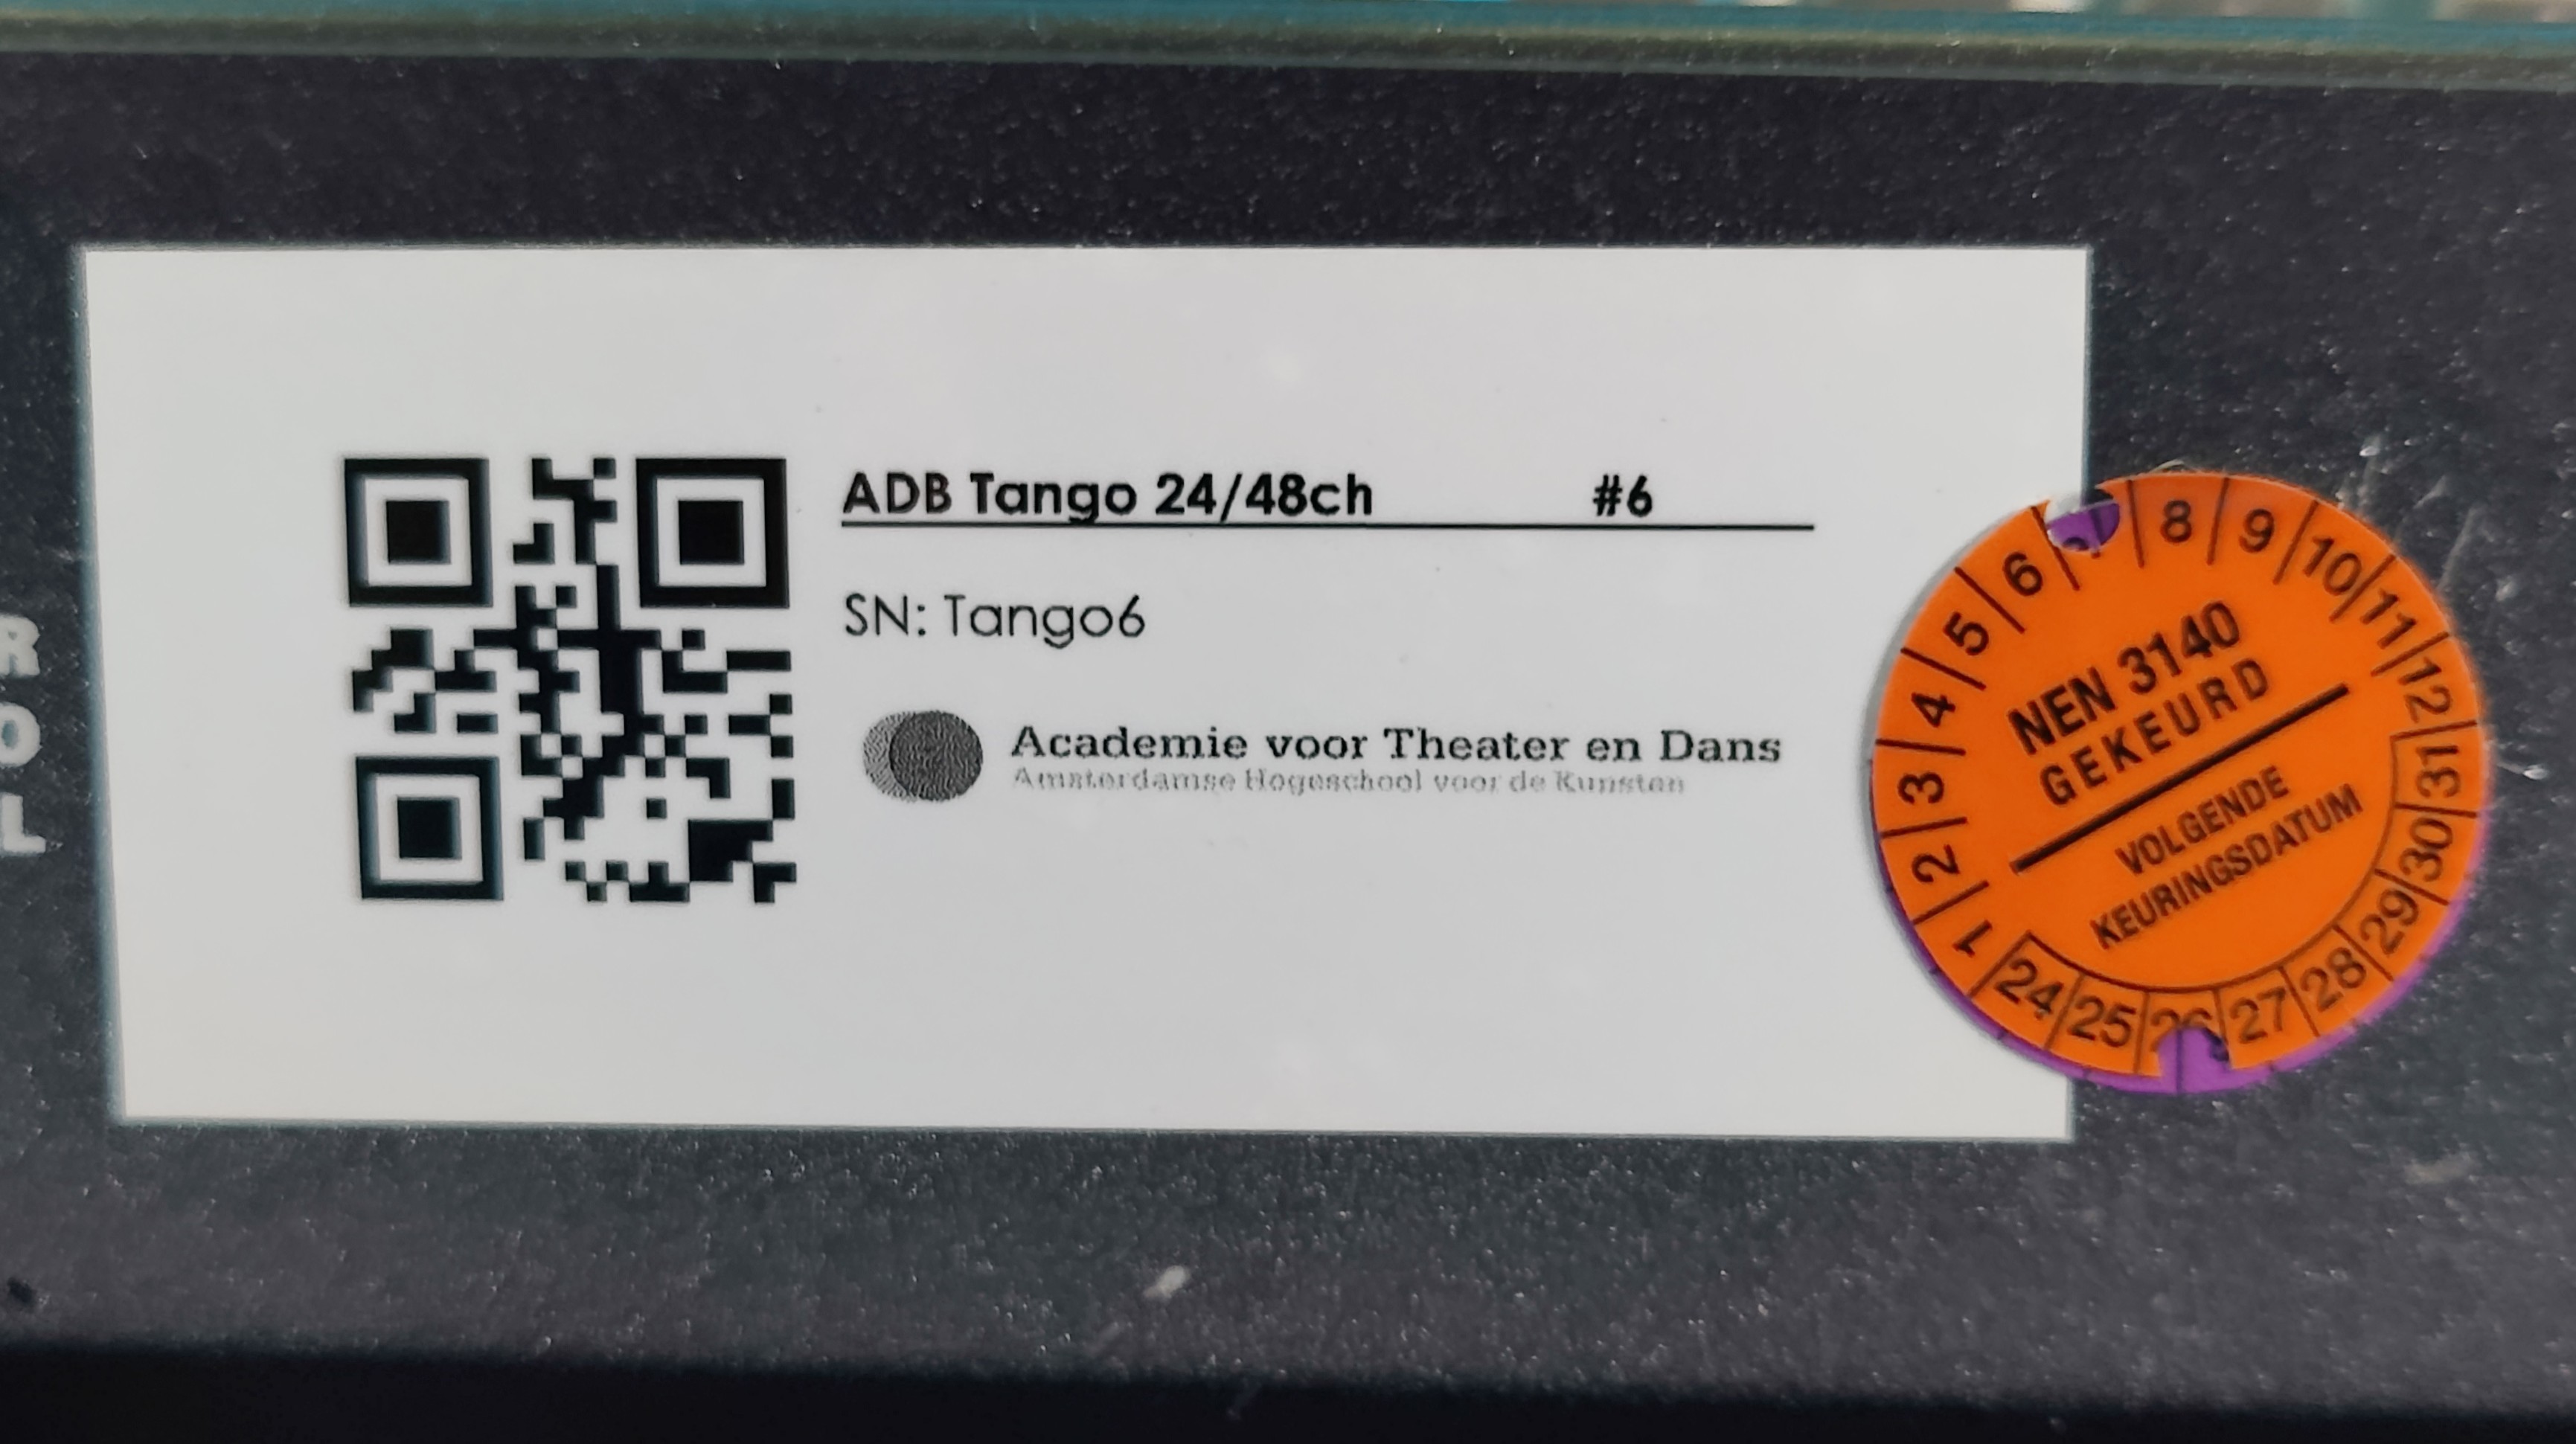 R
O
L
ADB Tango 24/48ch #6
SN: Tango6
Academie voor Theater en Dans
Amsterdamse Hogeschool voor de Kunsten
1 2 3 4 5 6 7 8 9 10 11 12
NEN 3140
GEKEURD
VOLGENDE
KEURINGSDATUM
24 25 26 27 28 29 30 31